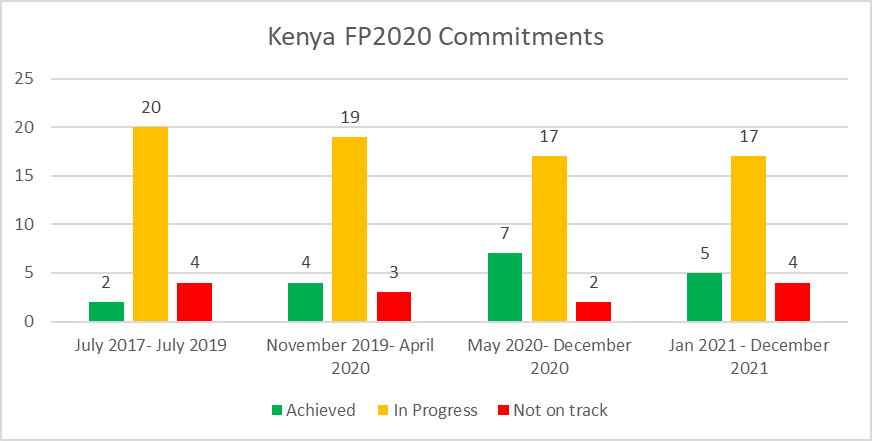 Kenya FP2020 Commitments
25
20
15
10
5
0
2
20
4
4
19
3
7
17
2
5
17
4
July 2017- July 2019
November 2019- April
2020
May 2020- December
2020
Jan 2021 - December
2021
Achieved
In Progress
Not on track